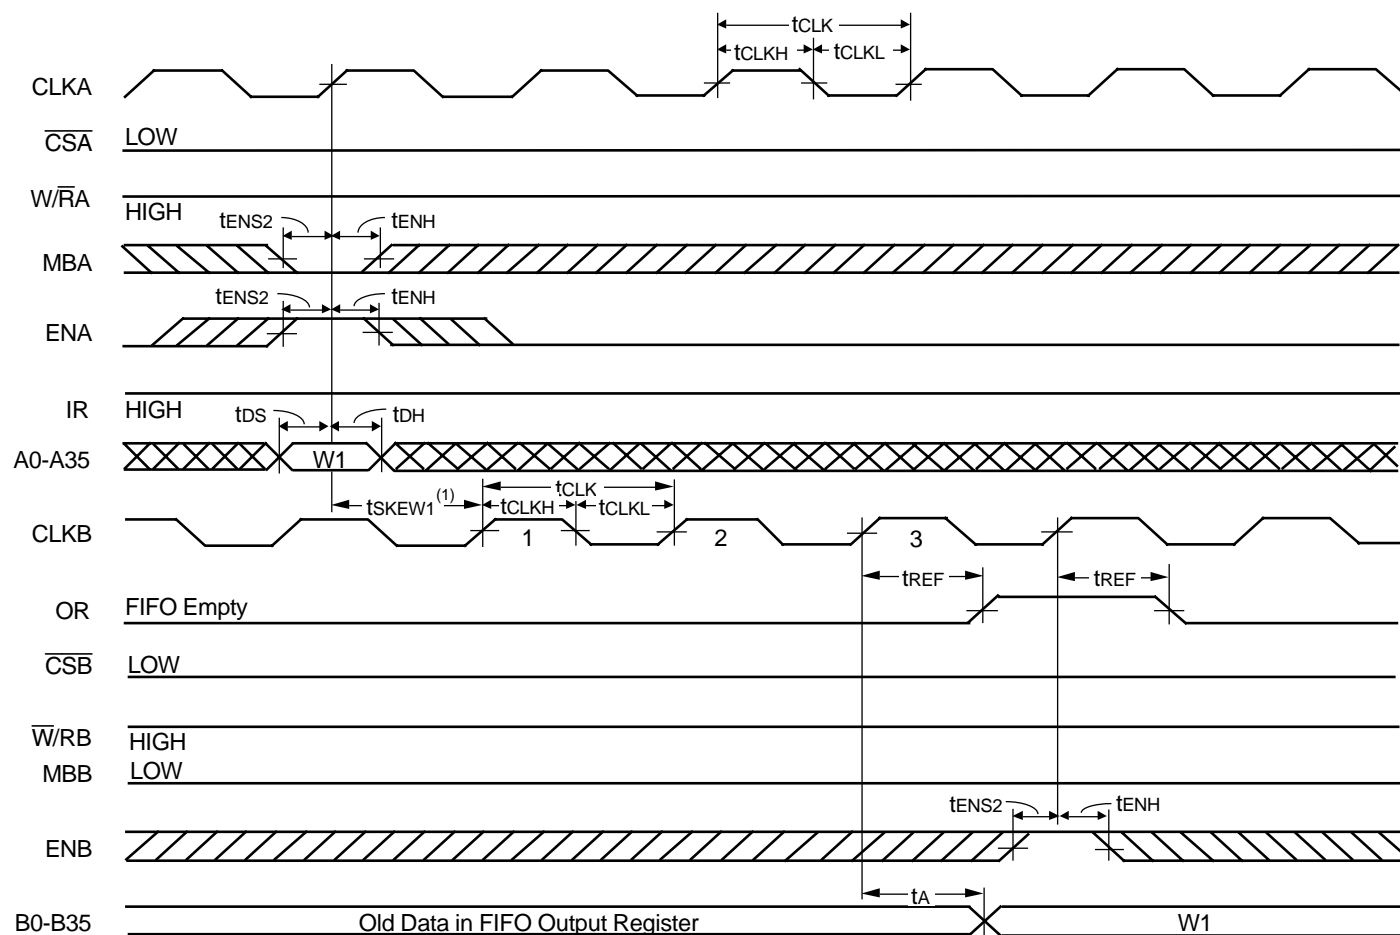 tCLK
tCLKH tCLKL
CLKA
CSA LOW
W/RA
HIGH
tENS2 tENH
MBA
tENS2 tENH
ENA
IR HIGH
tDS tDH
A0-A35 W1
tCLK
tSKEW1(1) tCLKH tCLKL
CLKB 1 2 3
tREF tREF
OR FIFO Empty
CSB LOW
W/RB HIGH
MBB LOW
tENS2 tENH
ENB
tA
B0-B35 Old Data in FIFO Output Register W1